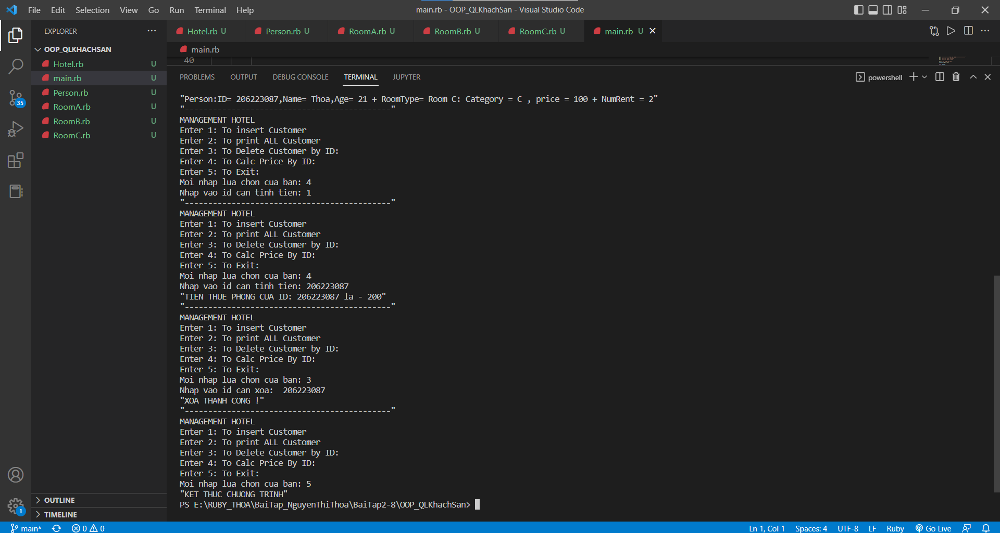 File Edit Selection View Go Run Terminal Help
main.rb - OOP_QLKhachSan - Visual Studio Code
EXPLORER
OOP_QLKHACHSAN
Hotel.rb U
main.rb U
Person.rb U
RoomA.rb U
RoomB.rb U
RoomC.rb U
35
1
OUTLINE
TIMELINE
Hotel.rb U Person.rb U RoomA.rb U RoomB.rb U RoomC.rb U main.rb U
main.rb
40
PROBLEMS OUTPUT DEBUG CONSOLE TERMINAL JUPYTER
powershell
"Person:ID= 206223087,Name= Thoa,Age= 21 + RoomType= Room C: Category = C , price = 100 + NumRent = 2"
"--------------------------------------------"
MANAGEMENT HOTEL
Enter 1: To insert Customer
Enter 2: To print ALL Customer
Enter 3: To Delete Customer by ID:
Enter 4: To Calc Price By ID:
Enter 5: To Exit:
Moi nhap lua chon cua ban: 4
Nhap vao id can tinh tien: 1
"--------------------------------------------"
MANAGEMENT HOTEL
Enter 1: To insert Customer
Enter 2: To print ALL Customer
Enter 3: To Delete Customer by ID:
Enter 4: To Calc Price By ID:
Enter 5: To Exit:
Moi nhap lua chon cua ban: 4
Nhap vao id can tinh tien: 206223087
"TIEN THUE PHONG CUA ID: 206223087 la - 200"
"--------------------------------------------"
MANAGEMENT HOTEL
Enter 1: To insert Customer
Enter 2: To print ALL Customer
Enter 3: To Delete Customer by ID:
Enter 4: To Calc Price By ID:
Enter 5: To Exit:
Moi nhap lua chon cua ban: 3
Nhap vao id can xoa:  206223087
"XOA THANH CONG !"
"--------------------------------------------"
MANAGEMENT HOTEL
Enter 1: To insert Customer
Enter 2: To print ALL Customer
Enter 3: To Delete Customer by ID:
Enter 4: To Calc Price By ID:
Enter 5: To Exit:
Moi nhap lua chon cua ban: 5
"KET THUC CHUONG TRINH"
PS E:\RUBY_THOA\BaiTap_NguyenThiThoa\BaiTap2-8\OOP_QLKhachSan>
main* 0 0 Ln 1, Col 1 Spaces: 4 UTF-8 LF Ruby Go Live